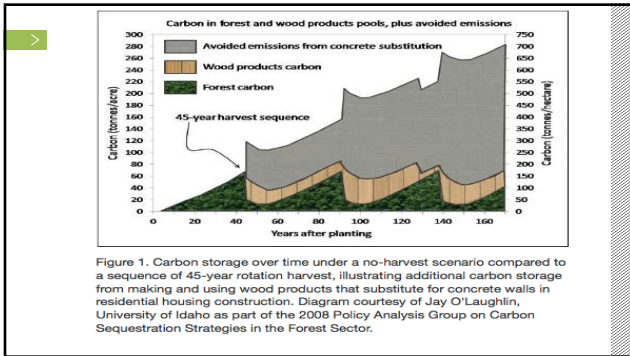 Carbon in forest and wood products pools, plus avoided emissions
300
280
260
240
220
200
180
160
140
120
100
80
60
40
20
0
Carbon (tonnes/acre)
Avoided emissions from concrete substitution
Wood products carbon
Forest carbon
45-year harvest sequence
750
700
650
600
550
500
450
400
350
300
250
200
150
100
50
0
Carbon (tonnes/hectare)
0 20 40 60 80 100 120 140 160
Years after planting
Figure 1. Carbon storage over time under a no-harvest scenario compared to
a sequence of 45-year rotation harvest, illustrating additional carbon storage
from making and using wood products that substitute for concrete walls in
residential housing construction. Diagram courtesy of Jay O'Laughlin,
University of Idaho as part of the 2008 Policy Analysis Group on Carbon
Sequestration Strategies in the Forest Sector.